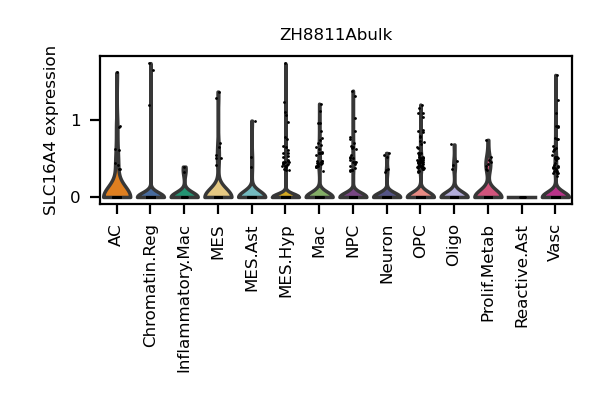 ZH8811Abulk
SLC16A4 expression
1
0
AC
Chromatin.Reg
Inflammatory.Mac
MES
MES.Ast
MES.Hyp
Mac
NPC
Neuron
OPC
Oligo
Prolif.Metab
Reactive.Ast
Vasc